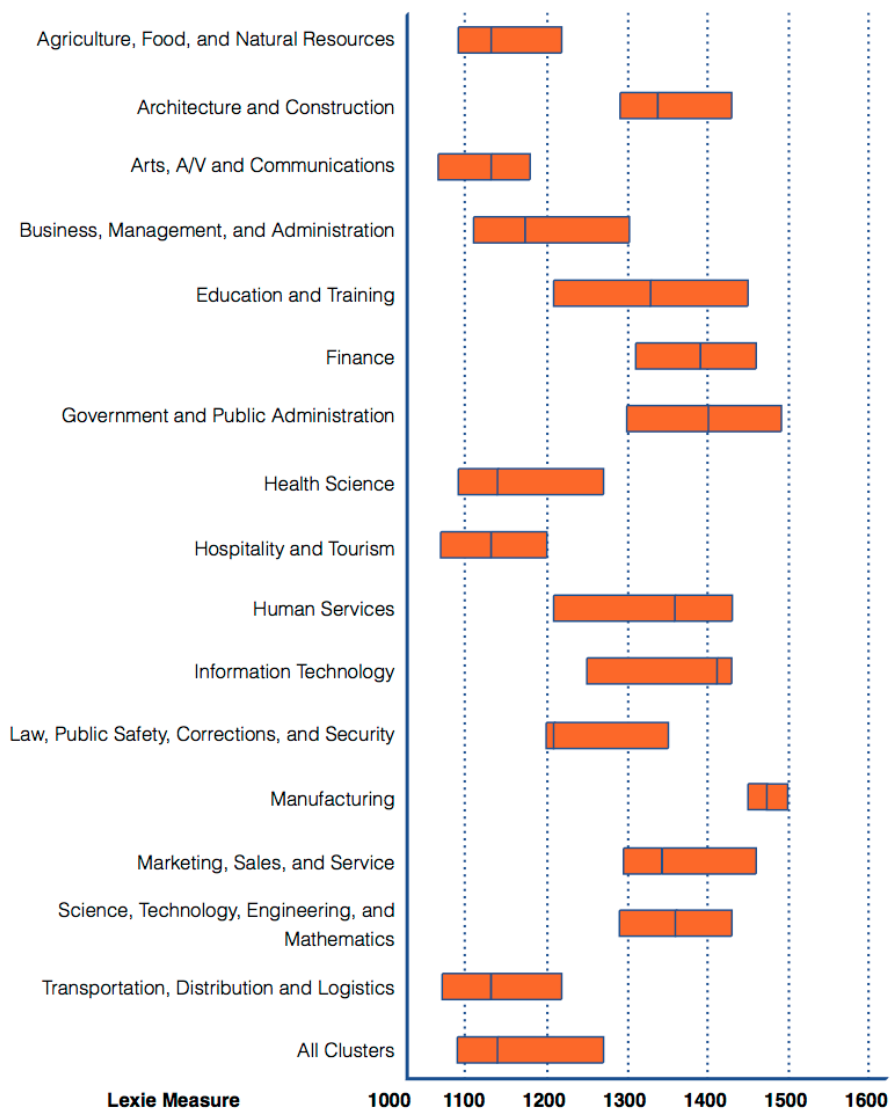 Agriculture, Food, and Natural Resources
Architecture and Construction
Arts, A/V and Communications
Business, Management, and Administration
Education and Training
Finance
Government and Public Administration
Health Science
Hospitality and Tourism
Human Services
Information Technology
Law, Public Safety, Corrections, and Security
Manufacturing
Marketing, Sales, and Service
Science, Technology, Engineering, and
Mathematics
Transportation, Distribution and Logistics
All Clusters
Lexie Measure 1000 1100 1200 1300 1400 1500 1600